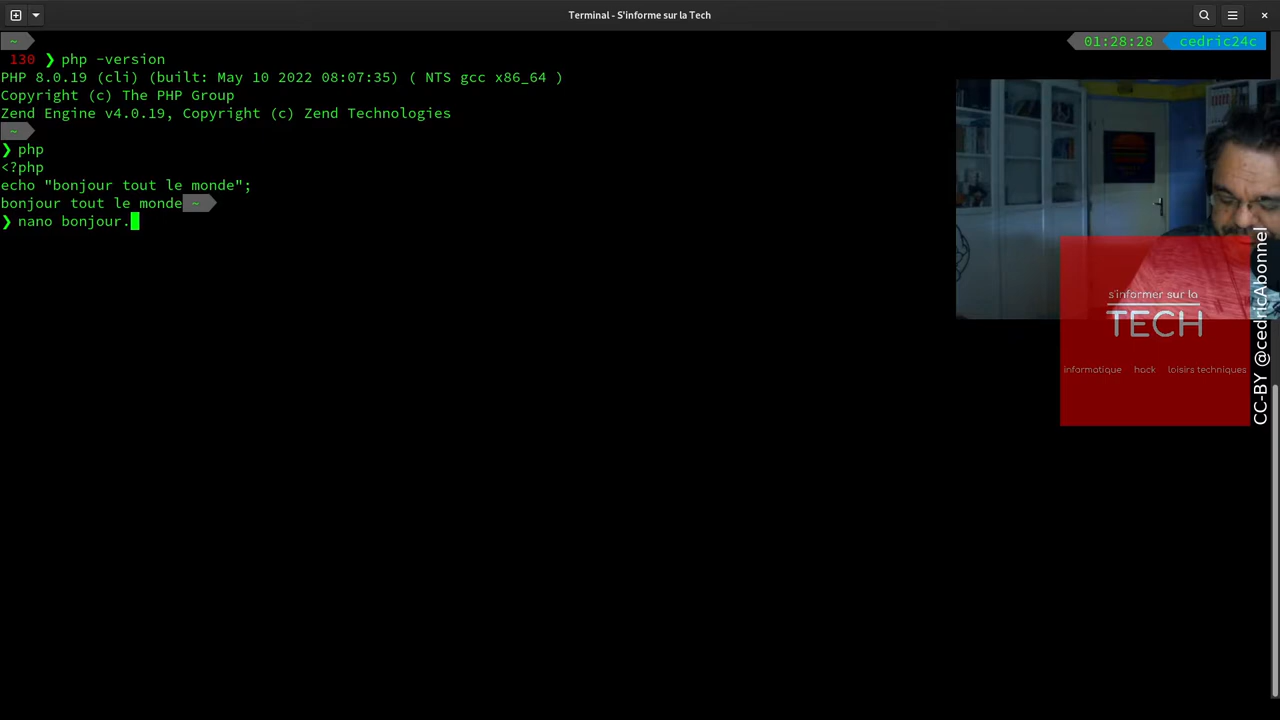 Terminal - S'informe sur la Tech
~
01:28:28 cedric24c
130 ❯ php -version
PHP 8.0.19 (cli) (built: May 10 2022 08:07:35) ( NTS gcc x86_64 )
Copyright (c) The PHP Group
Zend Engine v4.0.19, Copyright (c) Zend Technologies
~
❯ php
<?php
echo "bonjour tout le monde";
bonjour tout le monde ~
❯ nano bonjour.
s'informer sur la
TECH
informatique hack loisirs techniques
CC-BY @cedricAbonnel